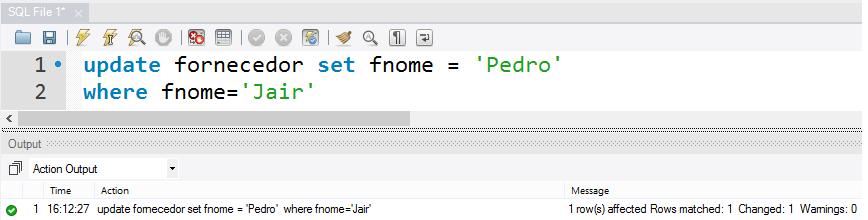 SQL File 1*
1 update fornecedor set fnome = 'Pedro'
2 where fnome='Jair'
Output
Action Output
Time Action Message
1 16:12:27 update fornecedor set fnome = 'Pedro' where fnome='Jair' 1 row(s) affected Rows matched: 1 Changed: 1 Warnings: 0